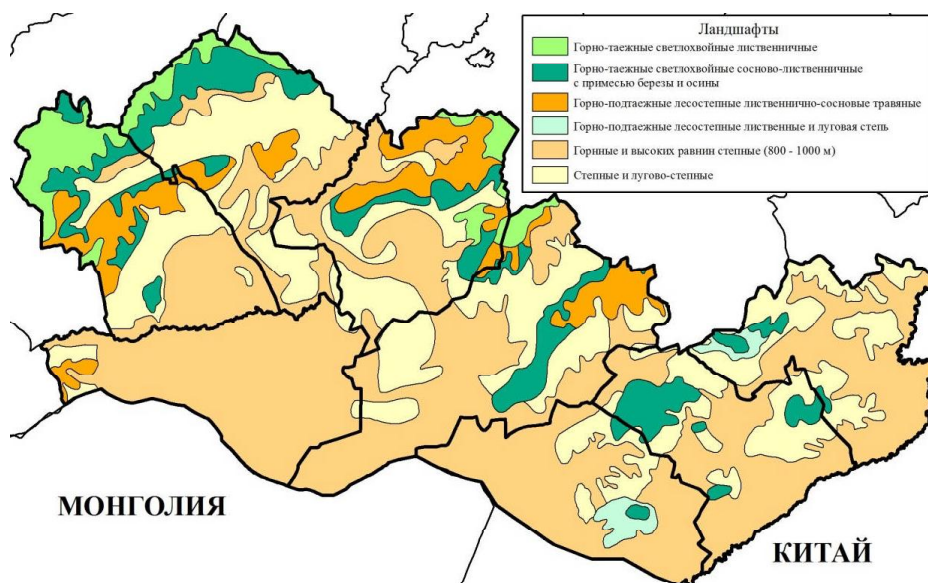 Ландшафты
Горно-таежные светлохвойные лиственничные
Горно-таежные светлохвойные сосново-лиственничные
с примесью березы и осины
Горно-подтаежные лесостепные лиственнично-сосновые травяные
Горно-подтаежные лесостепные лиственные и луговая степь
Горные и высоких равнин степные (800 - 1000 м)
Степные и лугово-степные
МОНГОЛИЯ
КИТАЙ